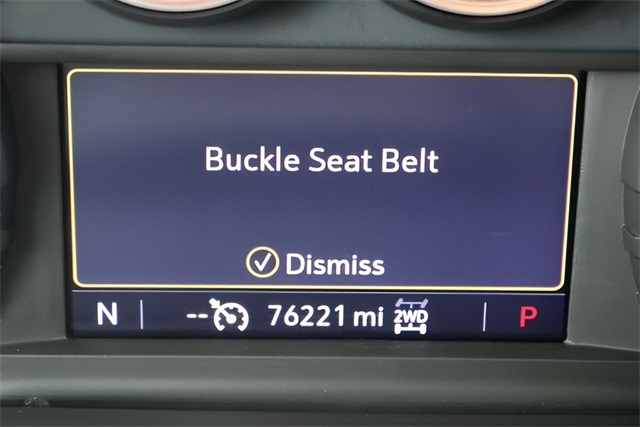 Buckle Seat Belt
Dismiss
N -- 76221 mi 2WD P